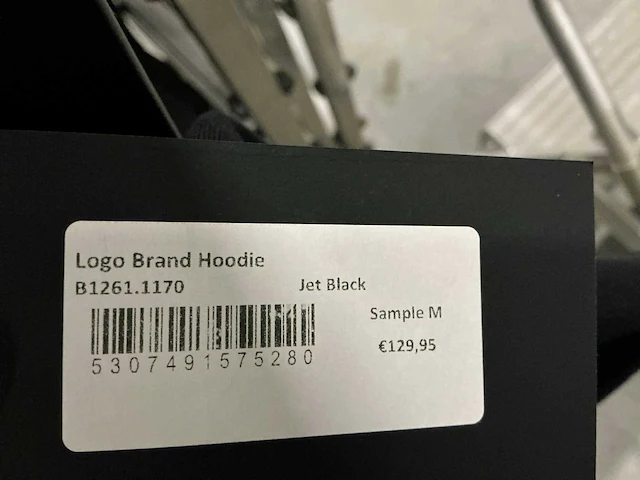 Logo Brand Hoodie
B1261.1170 Jet Black
Sample M
5307491575280
€129,95